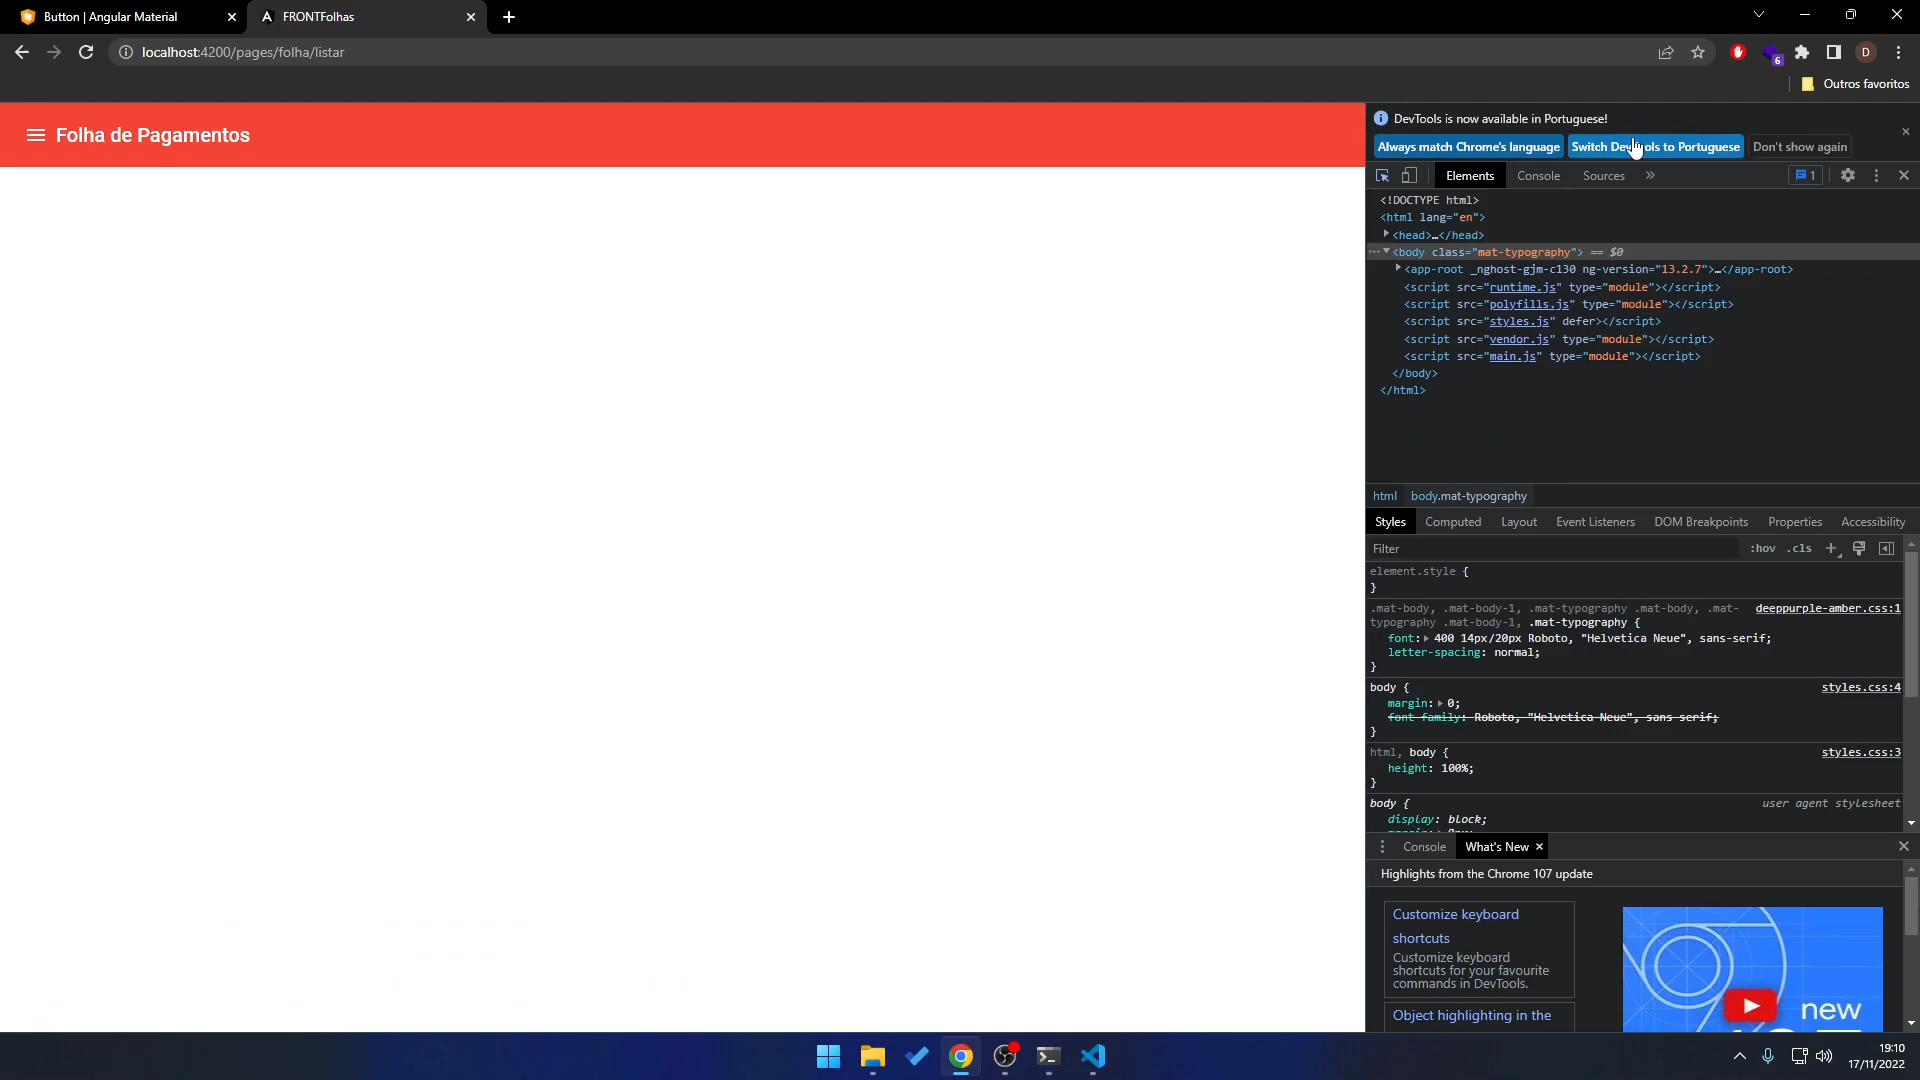 Button | Angular Material
FRONTFolhas
localhost:4200/pages/folha/listar
6
D
Outros favoritos
Folha de Pagamentos
DevTools is now available in Portuguese!
Always match Chrome's language
Switch DevTools to Portuguese
Don't show again
Elements Console Sources » 1
<!DOCTYPE html>
<html lang="en">
<head>…</head>
<body class="mat-typography"> == $0
<app-root _nghost-gjm-c130 ng-version="13.2.7">…</app-root>
<script src="runtime.js" type="module"></script>
<script src="polyfills.js" type="module"></script>
<script src="styles.js" defer></script>
<script src="vendor.js" type="module"></script>
<script src="main.js" type="module"></script>
</body>
</html>
html body.mat-typography
Styles Computed Layout Event Listeners DOM Breakpoints Properties Accessibility
Filter :hov .cls +
element.style {
}
.mat-body, .mat-body-1, .mat-typography .mat-body, .mat- deeppurple-amber.css:1
typography .mat-body-1, .mat-typography {
font: 400 14px/20px Roboto, "Helvetica Neue", sans-serif;
letter-spacing: normal;
}
body { styles.css:4
margin: 0;
font-family: Roboto, "Helvetica Neue", sans-serif;
}
html, body { styles.css:3
height: 100%;
}
body { user agent stylesheet
display: block;
Console What's New
Highlights from the Chrome 107 update
Customize keyboard
shortcuts
Customize keyboard
shortcuts for your favourite
commands in DevTools.
Object highlighting in the
new
19:10
17/11/2022